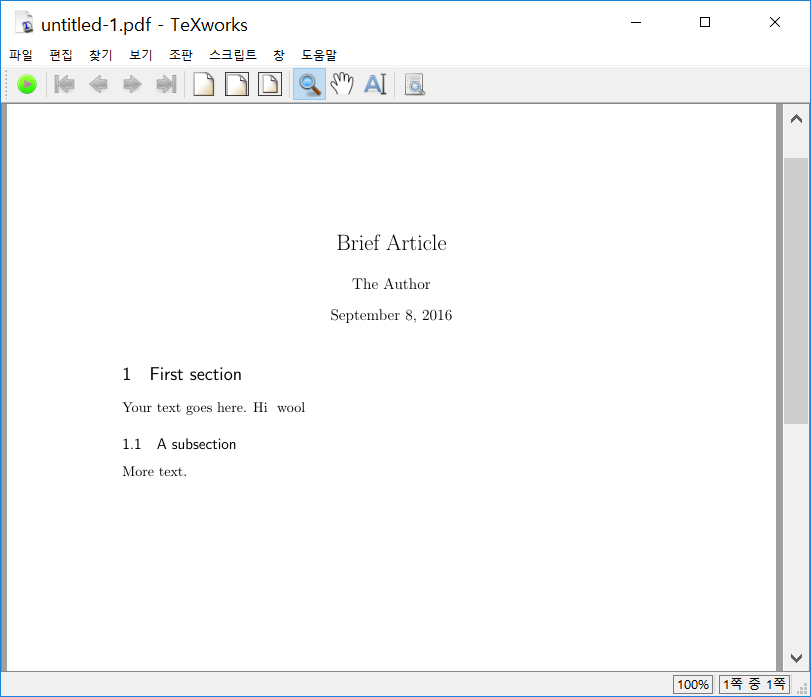 untitled-1.pdf - TeXworks
파일 편집 찾기 보기 조판 스크립트 창 도움말
Brief Article
The Author
September 8, 2016
1 First section
Your text goes here. Hi wool
1.1 A subsection
More text.
100% 1쪽 중 1쪽